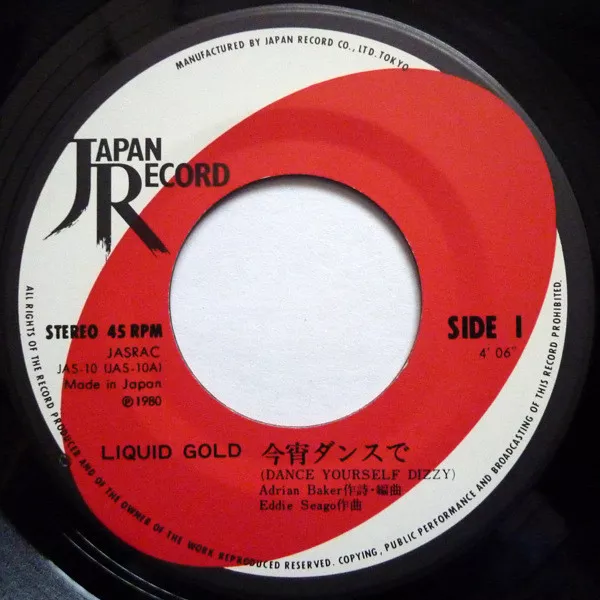 MANUFACTURED BY JAPAN RECORD CO., LTD. TOKYO
JAPAN
RECORD
STEREO 45 RPM
JASRAC
JAS-10 (JAS-10A)
Made in Japan
Ⓟ1980
SIDE 1
4' 06"
LIQUID GOLD 今宵ダンスで
(DANCE YOURSELF DIZZY)
Adrian Baker作詩・編曲
Eddie Seago作曲
ALL RIGHTS OF THE RECORD PRODUCER AND OF THE OWNER OF THE WORK REPRODUCED RESERVED. COPYING, PUBLIC PERFORMANCE AND BROADCASTING OF THIS RECORD PROHIBITED.